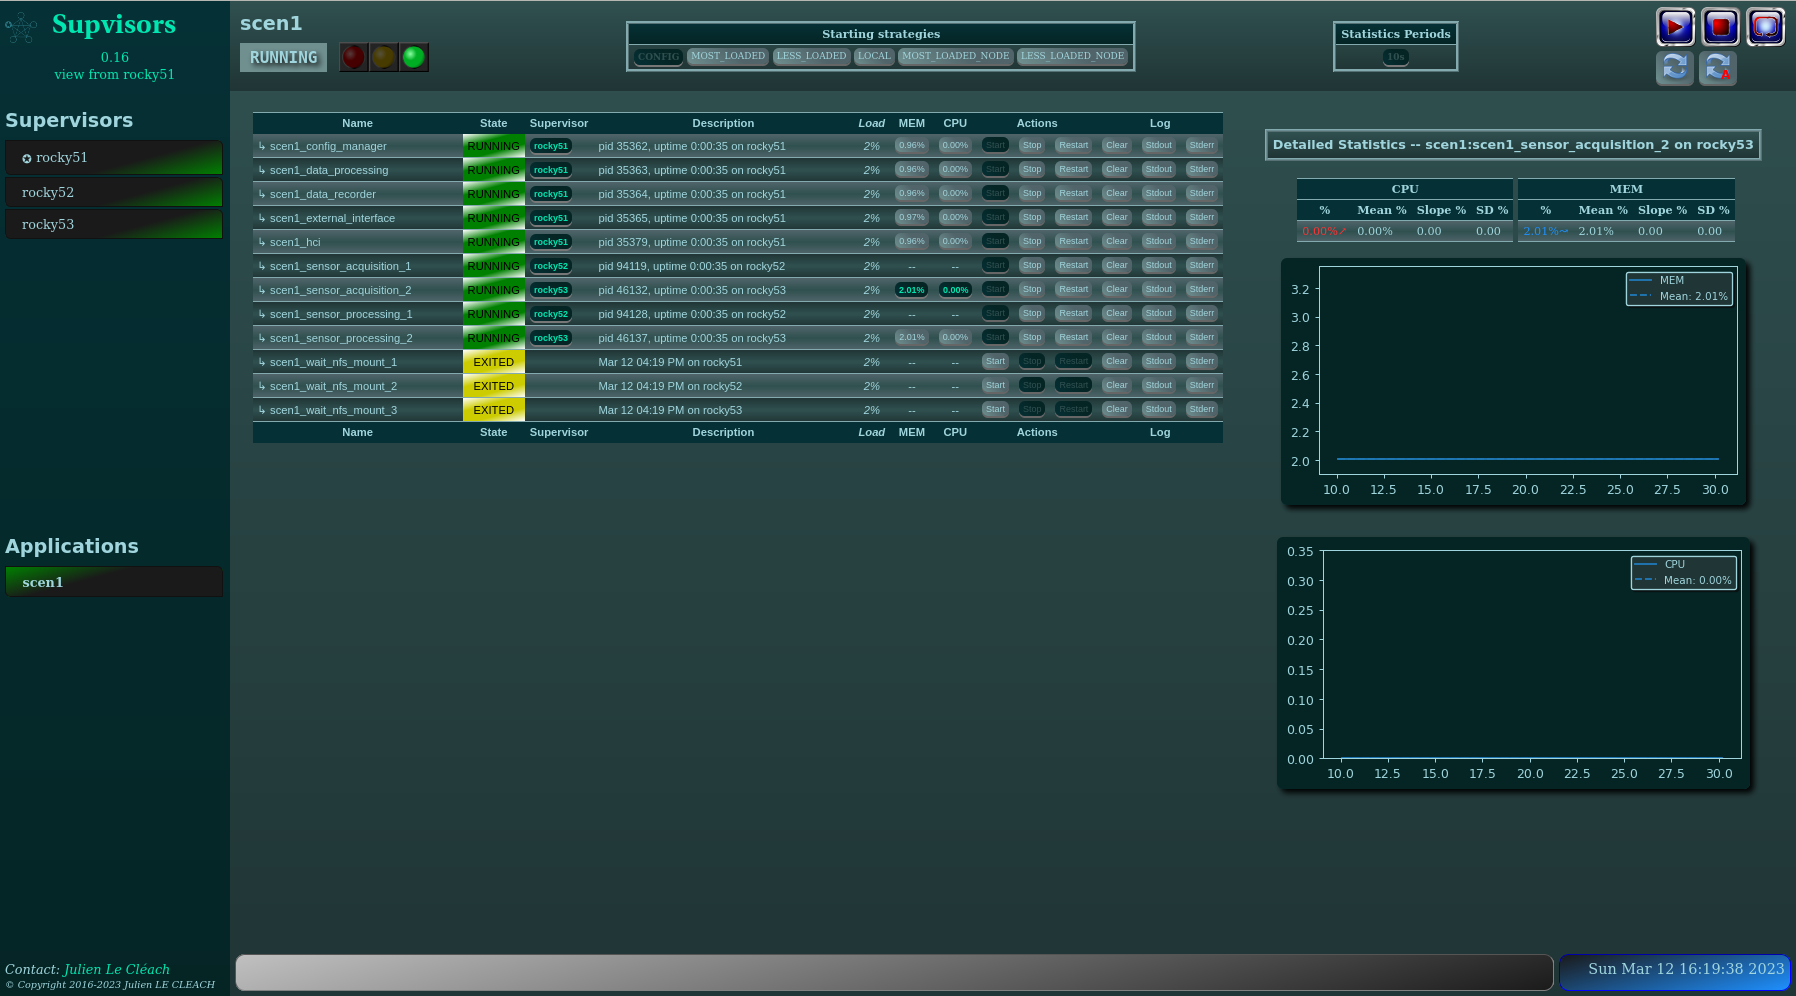 Supvisors
0.16
view from rocky51
Supervisors
✪ rocky51
rocky52
rocky53
Applications
scen1
Contact: Julien Le Cléach
© Copyright 2016-2023 Julien LE CLEACH
scen1
RUNNING
Starting strategies
CONFIG MOST_LOADED LESS_LOADED LOCAL MOST_LOADED_NODE LESS_LOADED_NODE
Statistics Periods
10s
A
Name State Supervisor Description Load MEM CPU Actions Log
↳ scen1_config_manager RUNNING rocky51 pid 35362, uptime 0:00:35 on rocky51 2% 0.96% 0.00% Start Stop Restart Clear Stdout Stderr
↳ scen1_data_processing RUNNING rocky51 pid 35363, uptime 0:00:35 on rocky51 2% 0.96% 0.00% Start Stop Restart Clear Stdout Stderr
↳ scen1_data_recorder RUNNING rocky51 pid 35364, uptime 0:00:35 on rocky51 2% 0.96% 0.00% Start Stop Restart Clear Stdout Stderr
↳ scen1_external_interface RUNNING rocky51 pid 35365, uptime 0:00:35 on rocky51 2% 0.97% 0.00% Start Stop Restart Clear Stdout Stderr
↳ scen1_hci RUNNING rocky51 pid 35379, uptime 0:00:35 on rocky51 2% 0.96% 0.00% Start Stop Restart Clear Stdout Stderr
↳ scen1_sensor_acquisition_1 RUNNING rocky52 pid 94119, uptime 0:00:35 on rocky52 2% -- -- Start Stop Restart Clear Stdout Stderr
↳ scen1_sensor_acquisition_2 RUNNING rocky53 pid 46132, uptime 0:00:35 on rocky53 2% 2.01% 0.00% Start Stop Restart Clear Stdout Stderr
↳ scen1_sensor_processing_1 RUNNING rocky52 pid 94128, uptime 0:00:35 on rocky52 2% -- -- Start Stop Restart Clear Stdout Stderr
↳ scen1_sensor_processing_2 RUNNING rocky53 pid 46137, uptime 0:00:35 on rocky53 2% 2.01% 0.00% Start Stop Restart Clear Stdout Stderr
↳ scen1_wait_nfs_mount_1 EXITED Mar 12 04:19 PM on rocky51 2% -- -- Start Stop Restart Clear Stdout Stderr
↳ scen1_wait_nfs_mount_2 EXITED Mar 12 04:19 PM on rocky52 2% -- -- Start Stop Restart Clear Stdout Stderr
↳ scen1_wait_nfs_mount_3 EXITED Mar 12 04:19 PM on rocky53 2% -- -- Start Stop Restart Clear Stdout Stderr
Name State Supervisor Description Load MEM CPU Actions Log
Detailed Statistics -- scen1:scen1_sensor_acquisition_2 on rocky53
CPU MEM
% Mean % Slope % SD % % Mean % Slope % SD %
0.00%↗ 0.00% 0.00 0.00 2.01%~ 2.01% 0.00 0.00
MEM
Mean: 2.01%
3.2
3.0
2.8
2.6
2.4
2.2
2.0
10.0 12.5 15.0 17.5 20.0 22.5 25.0 27.5 30.0
CPU
Mean: 0.00%
0.35
0.30
0.25
0.20
0.15
0.10
0.05
0.00
10.0 12.5 15.0 17.5 20.0 22.5 25.0 27.5 30.0
Sun Mar 12 16:19:38 2023